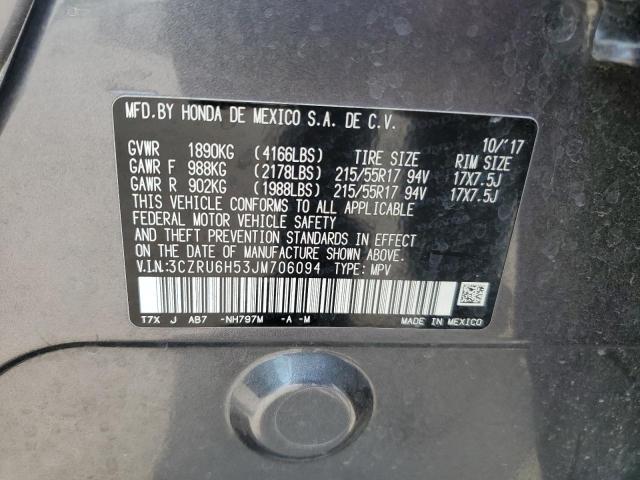 MFD.BY HONDA DE MEXICO S.A. DE C.V.
10/'17
GVWR 1890KG (4166LBS) TIRE SIZE RIM SIZE
GAWR F 988KG (2178LBS) 215/55R17 94V 17X7.5J
GAWR R 902KG (1988LBS) 215/55R17 94V 17X7.5J
THIS VEHICLE CONFORMS TO ALL APPLICABLE
FEDERAL MOTOR VEHICLE SAFETY
AND THEFT PREVENTION STANDARDS IN EFFECT
ON THE DATE OF MANUFACTURE SHOWN ABOVE.
V.I.N:3CZRU6H53JM706094 TYPE: MPV
T7X J AB7 -NH797M -A -M MADE IN MEXICO